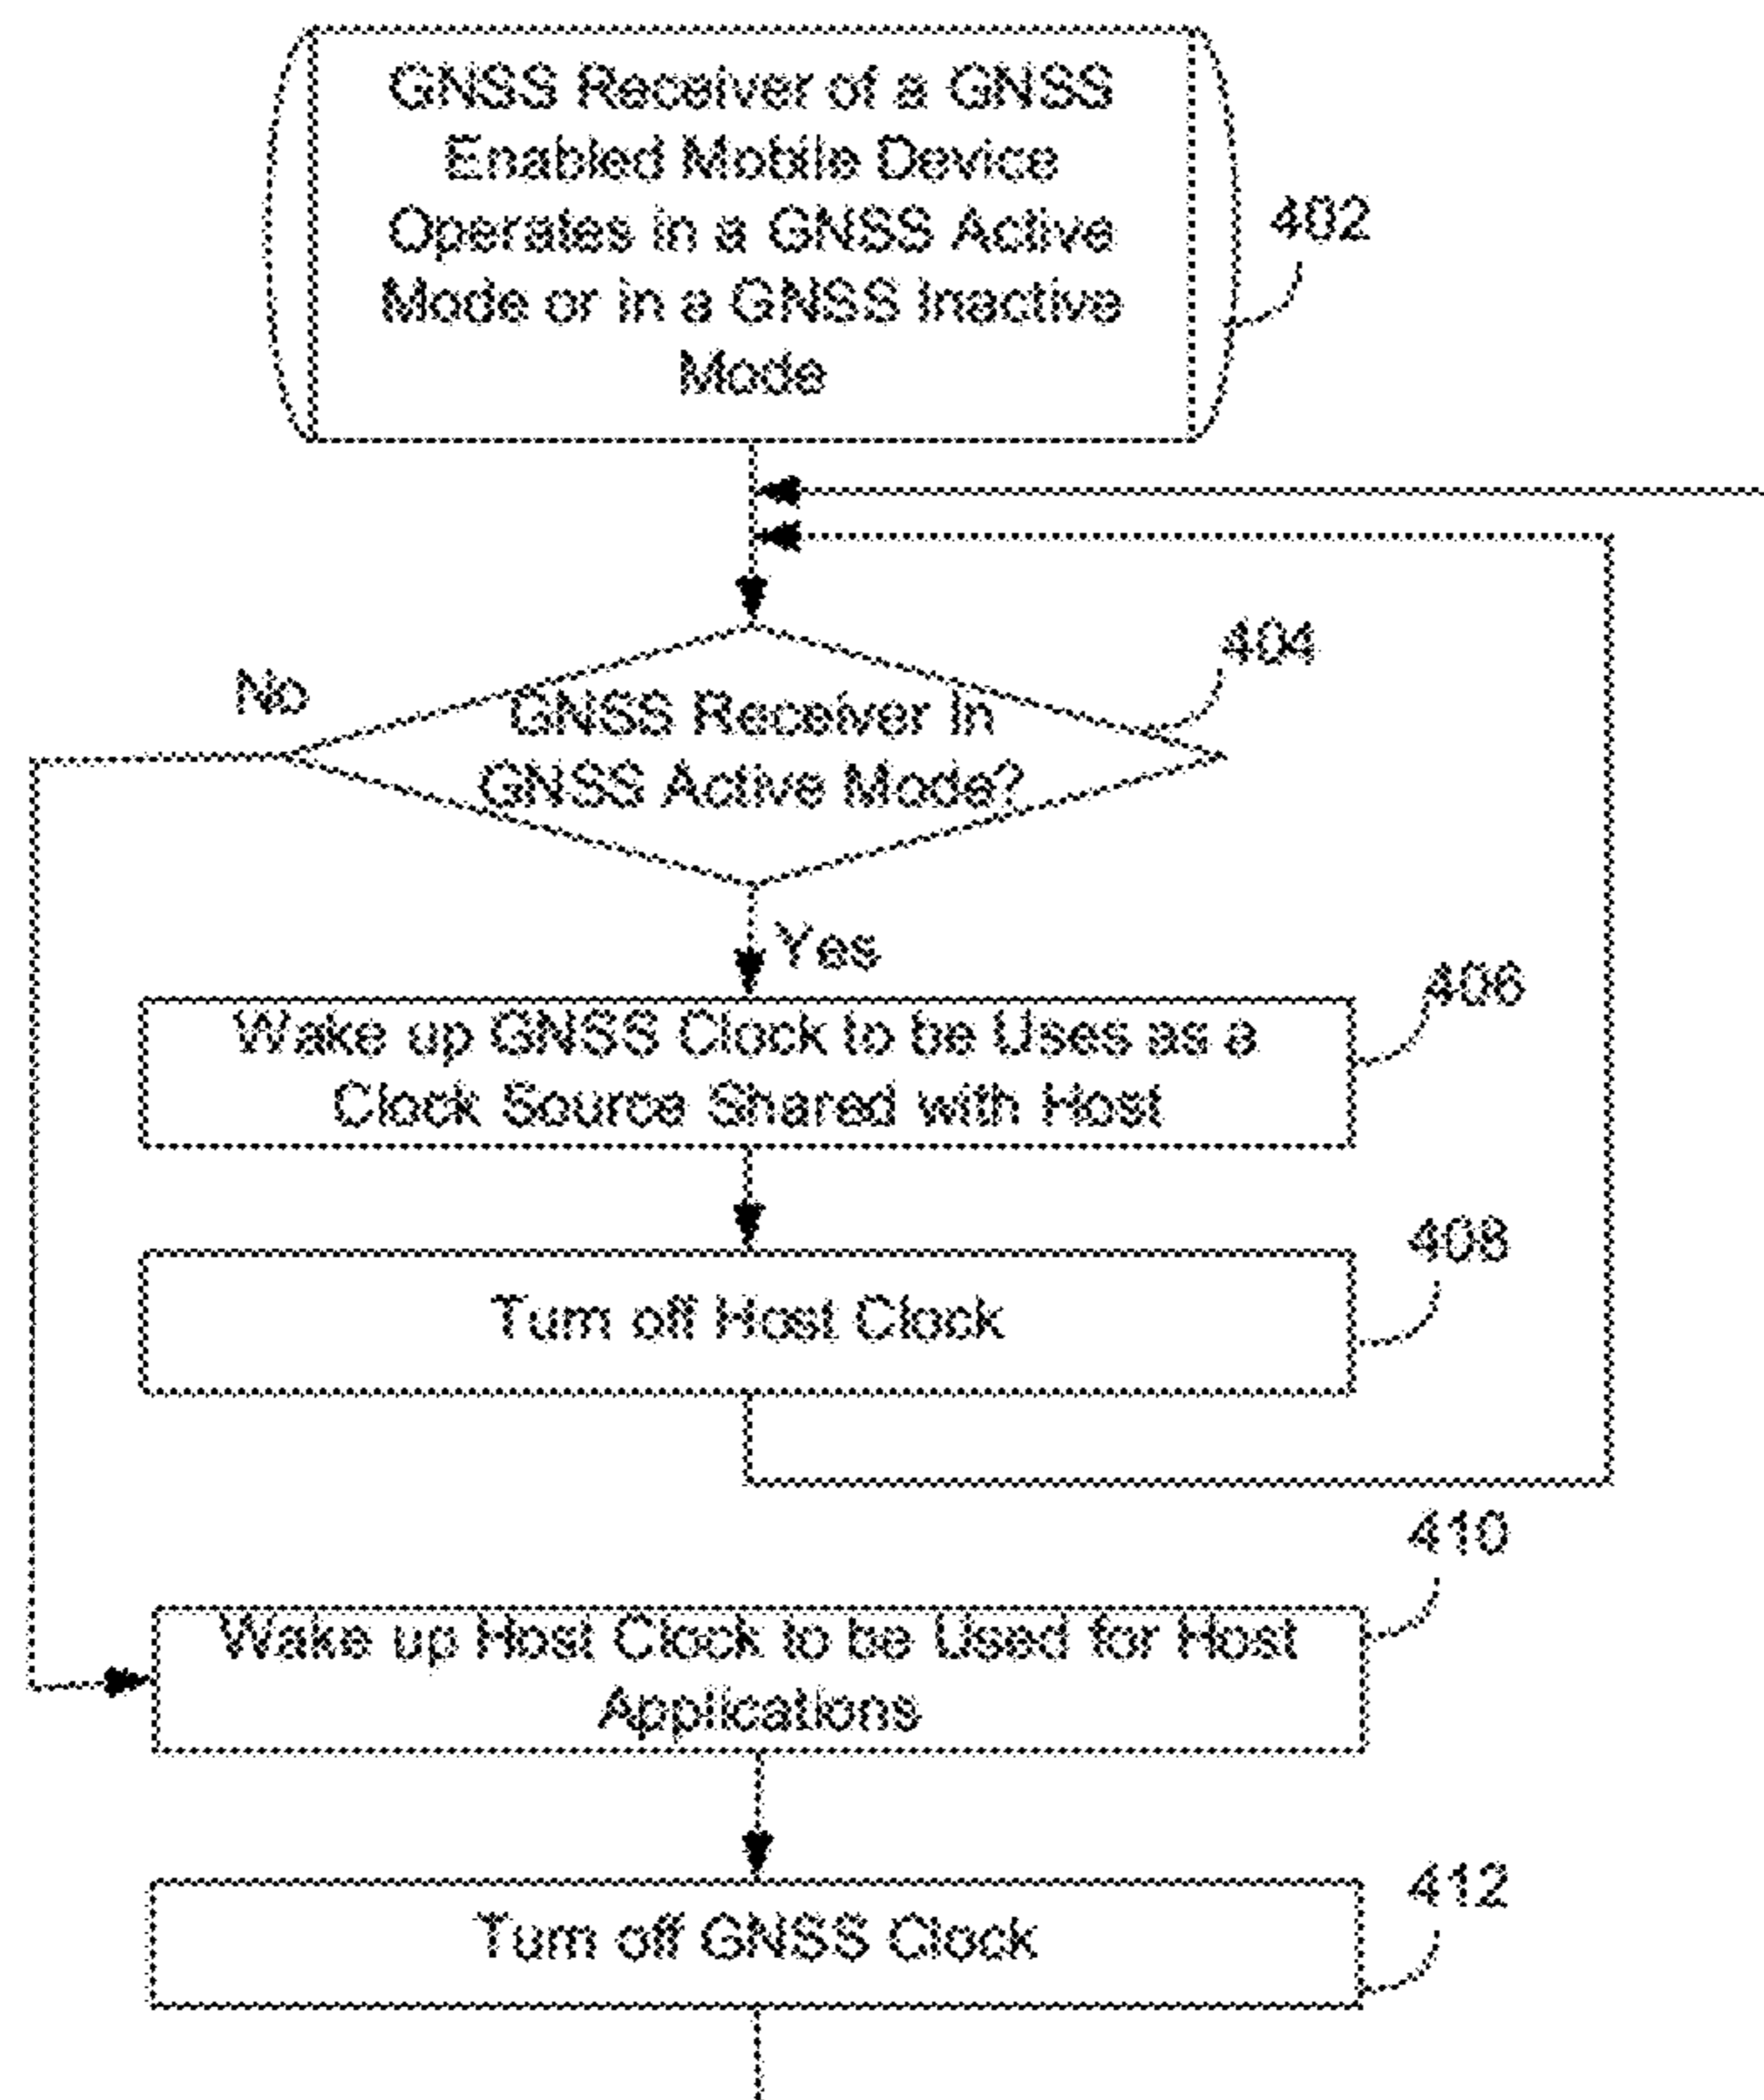 GNSS Receiver of a GNSS
Enabled Mobile Device
Operates in a GNSS Active
Mode or in a GNSS Inactive
Mode
402
404
No
GNSS Receiver In
GNSS Active Mode?
Yes
406
Wake up GNSS Clock to be Uses as a
Clock Source Shared with Host
408
Turn off Host Clock
410
Wake up Host Clock to be Used for Host
Applications
412
Turn off GNSS Clock